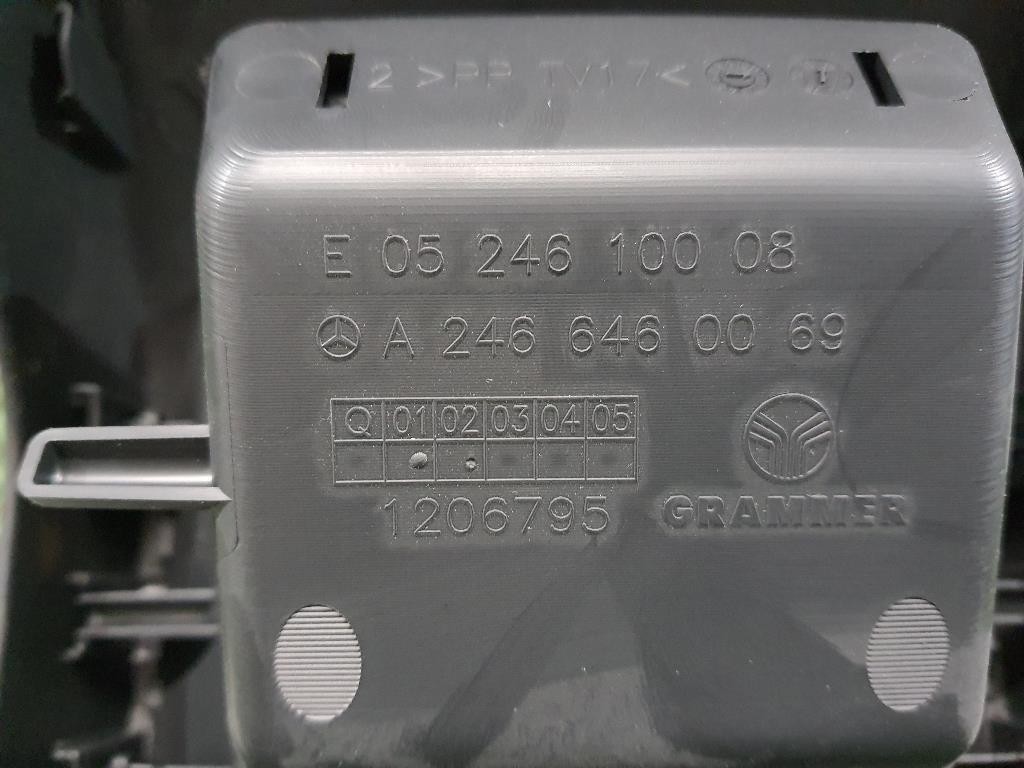 2 >PP TV17<
E 05 246 100 08
A 246 646 00 69
Q 01 02 03 04 05
1206795
GRAMMER